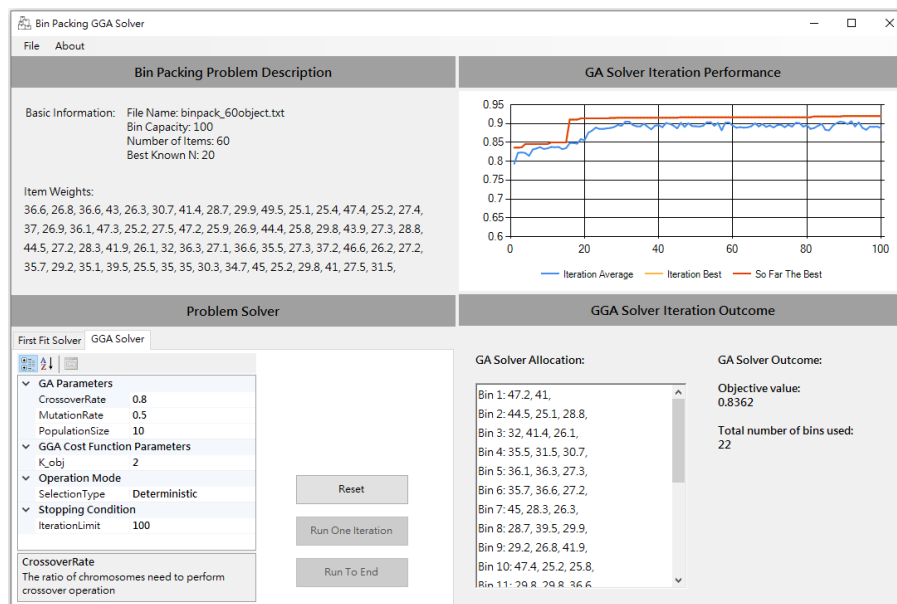 Bin Packing GGA Solver
File About
Bin Packing Problem Description
Basic Information: File Name: binpack_60object.txt
Bin Capacity: 100
Number of Items: 60
Best Known N: 20
Item Weights:
36.6, 26.8, 36.6, 43, 26.3, 30.7, 41.4, 28.7, 29.9, 49.5, 25.1, 25.4, 47.4, 25.2, 27.4,
37, 26.9, 36.1, 47.3, 25.2, 27.5, 47.2, 25.9, 26.9, 44.4, 25.8, 29.8, 43.9, 27.3, 28.8,
44.5, 27.2, 28.3, 41.9, 26.1, 32, 36.3, 27.1, 36.6, 35.5, 27.3, 37.2, 46.6, 26.2, 27.2,
35.7, 29.2, 35.1, 39.5, 25.5, 35, 35, 30.3, 34.7, 45, 25.2, 29.8, 41, 27.5, 31.5,
GA Solver Iteration Performance
0.95
0.9
0.85
0.8
0.75
0.7
0.65
0.6
0 20 40 60 80 100
Iteration Average Iteration Best So Far The Best
Problem Solver
First Fit Solver GGA Solver
GA Parameters
CrossoverRate 0.8
MutationRate 0.5
PopulationSize 10
GGA Cost Function Parameters
K_obj 2
Operation Mode
SelectionType Deterministic
Stopping Condition
IterationLimit 100
CrossoverRate
The ratio of chromosomes need to perform
crossover operation
Reset
Run One Iteration
Run To End
GGA Solver Iteration Outcome
GA Solver Allocation:
Bin 1: 47.2, 41,
Bin 2: 44.5, 25.1, 28.8,
Bin 3: 32, 41.4, 26.1,
Bin 4: 35.5, 31.5, 30.7,
Bin 5: 36.1, 36.3, 27.3,
Bin 6: 35.7, 36.6, 27.2,
Bin 7: 45, 28.3, 26.3,
Bin 8: 28.7, 39.5, 29.9,
Bin 9: 29.2, 26.8, 41.9,
Bin 10: 47.4, 25.2, 25.8,
Bin 11: 29.8, 29.8, 36.6
GA Solver Outcome:
Objective value:
0.8362
Total number of bins used:
22